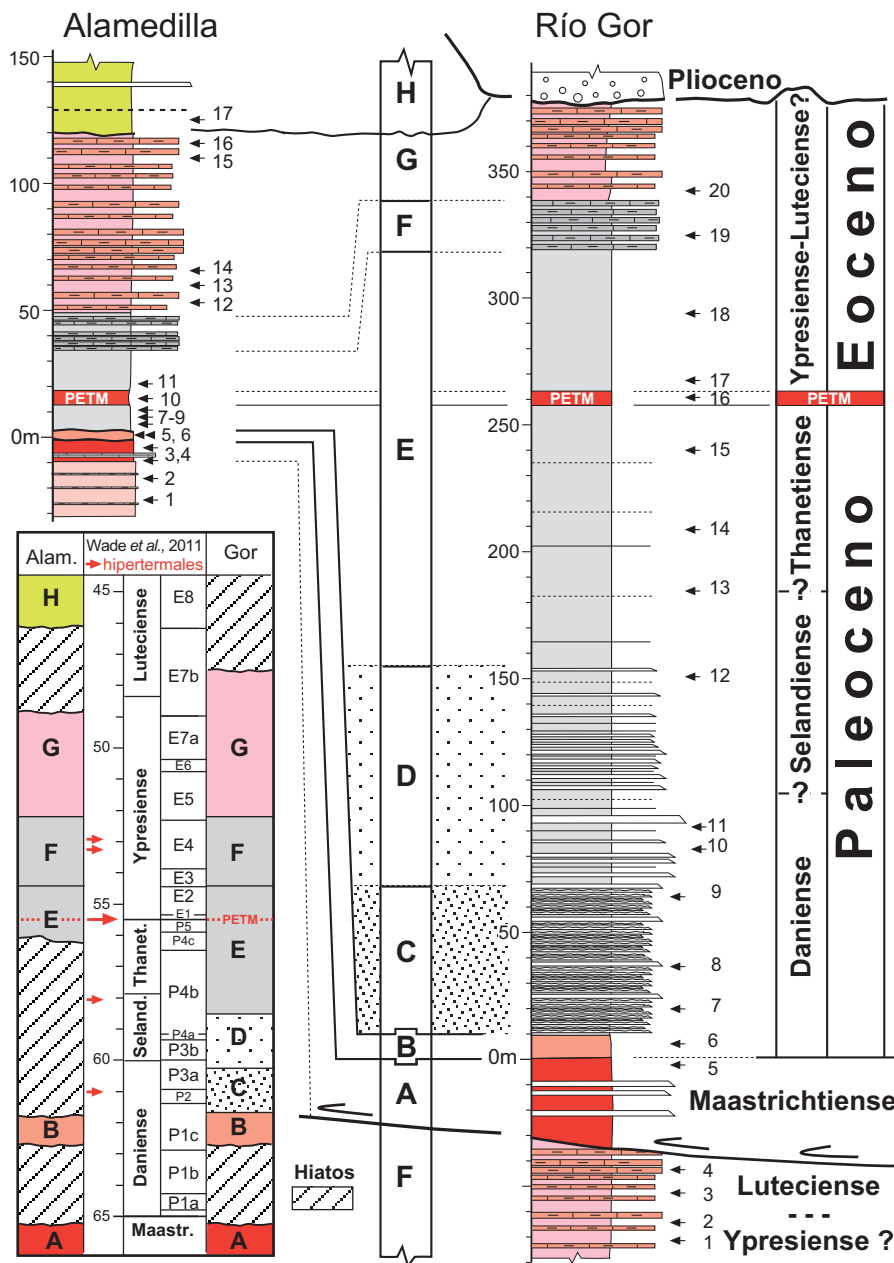 Alamedilla
Río Gor
150
100
50
0m
17
16
15
14
13
12
11
10
7-9
5, 6
3,4
2
1
PETM
H
G
F
E
D
C
B
A
F
Plioceno
350
300
250
200
150
100
50
0m
20
19
18
17
16
15
14
13
12
11
10
9
8
7
6
5
4
3
2
1
PETM
PETM
Ypresiense-Luteciense ?
Eoceno
Thanetiense
?
Selandiense
?
Daniense
Paleoceno
Maastrichtiense
Luteciense
Ypresiense ?
Alam.
Wade et al., 2011
hipertermales
Gor
45
50
55
60
65
H
G
F
E
B
A
Luteciense
Ypresiense
Thanet.
Seland.
Daniense
Maastr.
E8
E7b
E7a
E6
E5
E4
E3
E2
E1
P5
P4c
P4b
P4a
P3b
P3a
P2
P1c
P1b
P1a
G
F
PETM
E
D
C
B
A
Hiatos